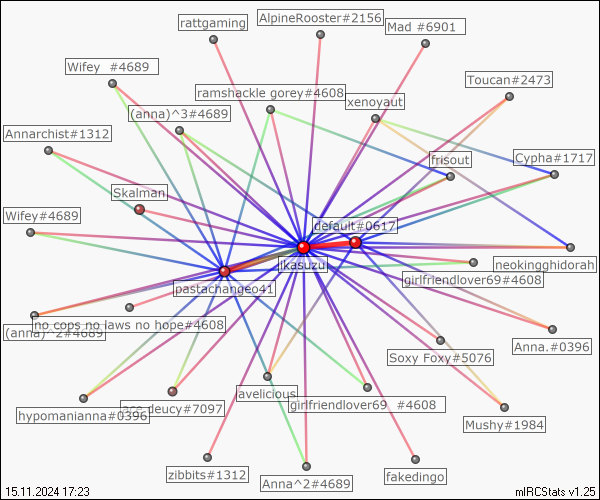 rattgaming
AlpineRooster#2156
Mad #6901
Wifey #4689
Toucan#2473
ramshackle gorey#4608
xenoyaut
(anna)^3#4689
Annarchist#1312
frisout
Cypha#1717
Skalman
Wifey#4689
default#0617
jkasuzu
neokingghidorah
pastachangeo41
girlfriendlover69#4608
no cops no laws no hope#4608
(anna)^2#4689
Anna.#0396
Soxy Foxy#5076
avelicious
girlfriendlover69 #4608
deucy#7097
hypomanianna#0396
Mushy#1984
zibbits#1312
Anna^2#4689
fakedingo
15.11.2024 17:23
mIRCStats v1.25